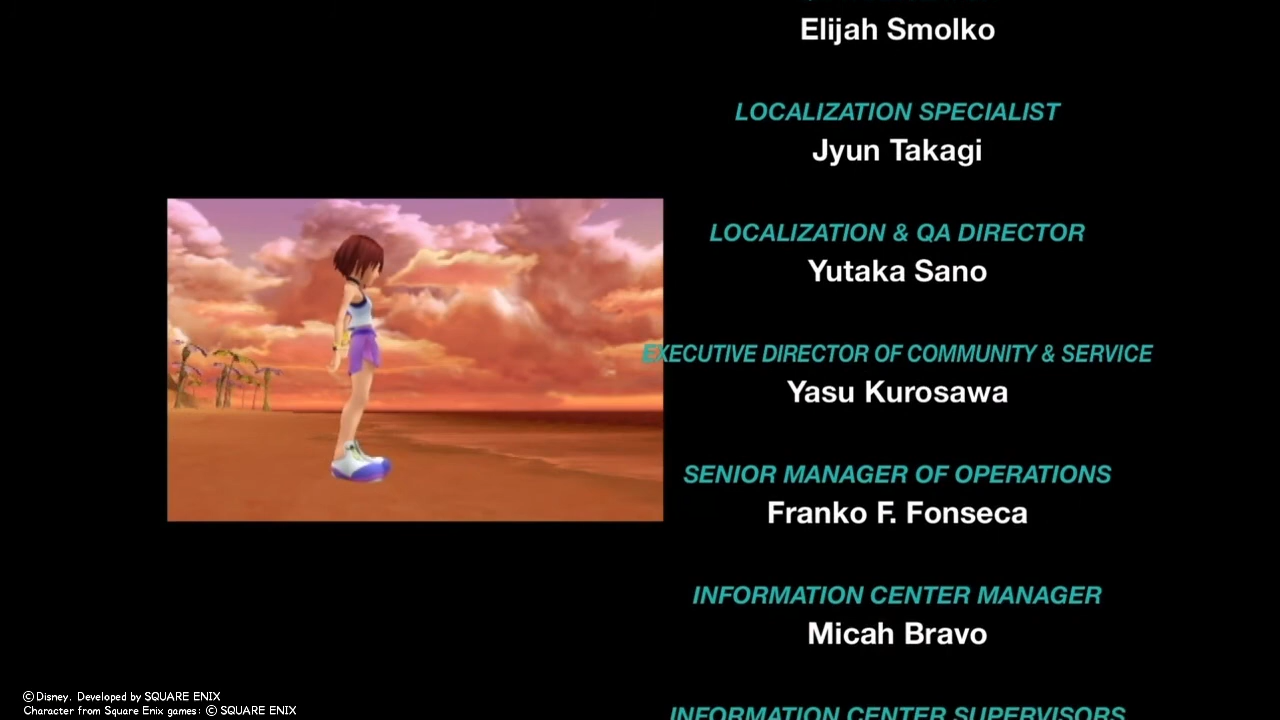 Elijah Smolko
LOCALIZATION SPECIALIST
Jyun Takagi
LOCALIZATION & QA DIRECTOR
Yutaka Sano
EXECUTIVE DIRECTOR OF COMMUNITY & SERVICE
Yasu Kurosawa
SENIOR MANAGER OF OPERATIONS
Franko F. Fonseca
INFORMATION CENTER MANAGER
Micah Bravo
INFORMATION CENTER SUPERVISORS
© Disney. Developed by SQUARE ENIX
Character from Square Enix games: © SQUARE ENIX